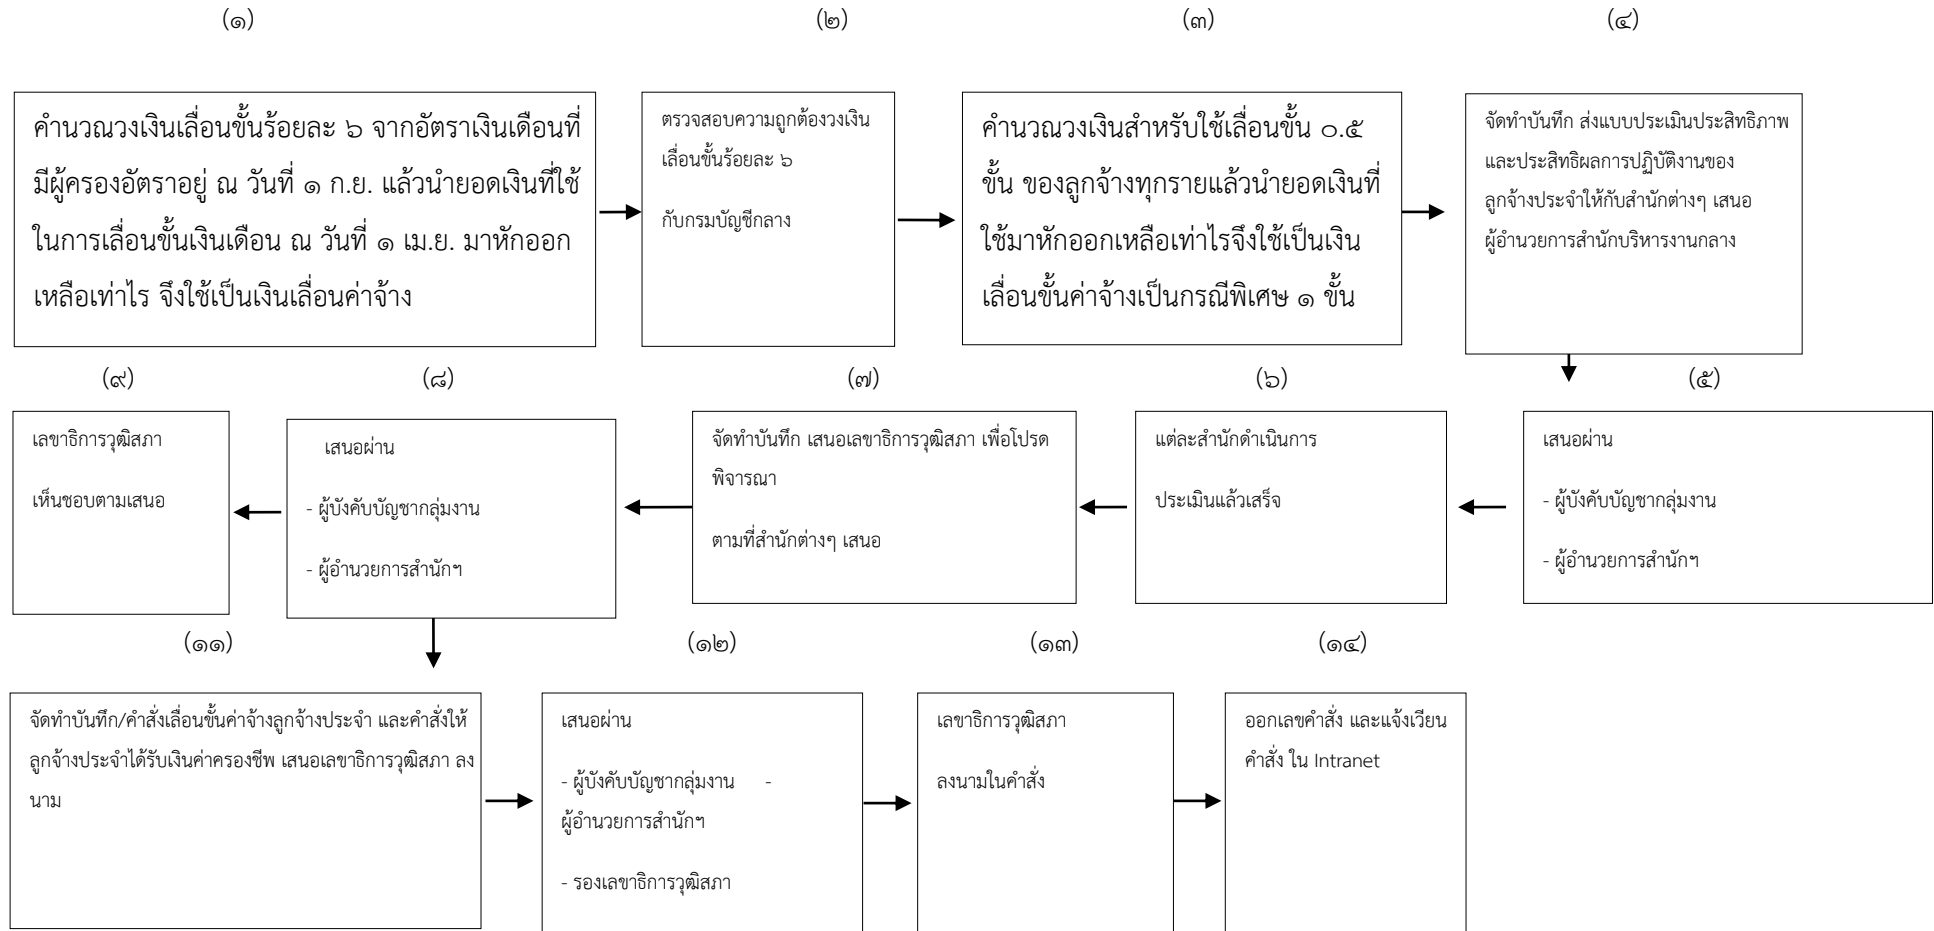 (๑)
(๒)
(๓)
(๔)
คำนวณวงเงินเลื่อนขั้นร้อยละ ๖ จากอัตราเงินเดือนที่
มีผู้ครองอัตราอยู่ ณ วันที่ ๑ ก.ย. แล้วนำยอดเงินที่ใช้
ในการเลื่อนขั้นเงินเดือน ณ วันที่ ๑ เม.ย. มาหักออก
เหลือเท่าไร จึงใช้เป็นเงินเลื่อนค่าจ้าง
ตรวจสอบความถูกต้องวงเงิน
เลื่อนขั้นร้อยละ ๖
กับกรมบัญชีกลาง
คำนวณวงเงินสำหรับใช้เลื่อนขั้น ๐.๕
ขั้น ของลูกจ้างทุกรายแล้วนำยอดเงินที่
ใช้มาหักออกเหลือเท่าไรจึงใช้เป็นเงิน
เลื่อนขั้นค่าจ้างเป็นกรณีพิเศษ ๑ ขั้น
จัดทำบันทึก ส่งแบบประเมินประสิทธิภาพ
และประสิทธิผลการปฏิบัติงานของ
ลูกจ้างประจำให้กับสำนักต่างๆ เสนอ
ผู้อำนวยการสำนักบริหารงานกลาง
(๙)
(๘)
(๗)
(๖)
(๕)
เลขาธิการวุฒิสภา
เห็นชอบตามเสนอ
เสนอผ่าน
- ผู้บังคับบัญชากลุ่มงาน
- ผู้อำนวยการสำนักฯ
จัดทำบันทึก เสนอเลขาธิการวุฒิสภา เพื่อโปรด
พิจารณา
ตามที่สำนักต่างๆ เสนอ
แต่ละสำนักดำเนินการ
ประเมินแล้วเสร็จ
เสนอผ่าน
- ผู้บังคับบัญชากลุ่มงาน
- ผู้อำนวยการสำนักฯ
(๑๑)
(๑๒)
(๑๓)
(๑๔)
จัดทำบันทึก/คำสั่งเลื่อนขั้นค่าจ้างลูกจ้างประจำ และคำสั่งให้
ลูกจ้างประจำได้รับเงินค่าครองชีพ เสนอเลขาธิการวุฒิสภา ลง
นาม
เสนอผ่าน
- ผู้บังคับบัญชากลุ่มงาน -
ผู้อำนวยการสำนักฯ
- รองเลขาธิการวุฒิสภา
เลขาธิการวุฒิสภา
ลงนามในคำสั่ง
ออกเลขคำสั่ง และแจ้งเวียน
คำสั่ง ใน Intranet